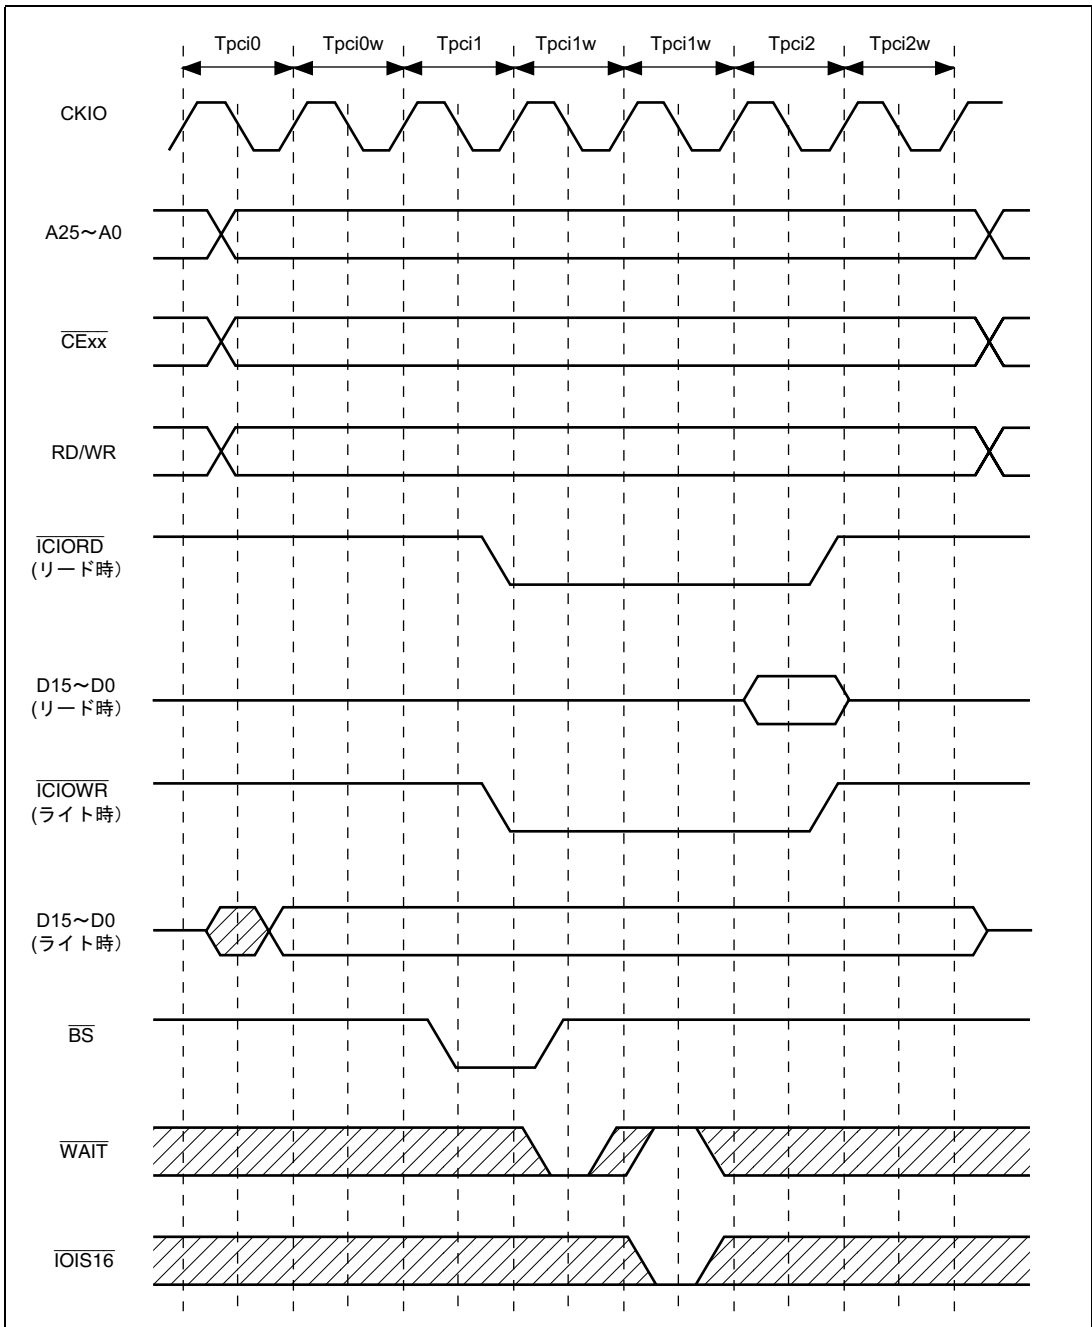 Tpci0 Tpci0w Tpci1 Tpci1w Tpci1w Tpci2 Tpci2w
CKIO
A25～A0
CExx
RD/WR
ICIORD
(リード時）
D15～D0
(リード時）
ICIOWR
(ライト時）
D15～D0
(ライト時）
BS
WAIT
IOIS16